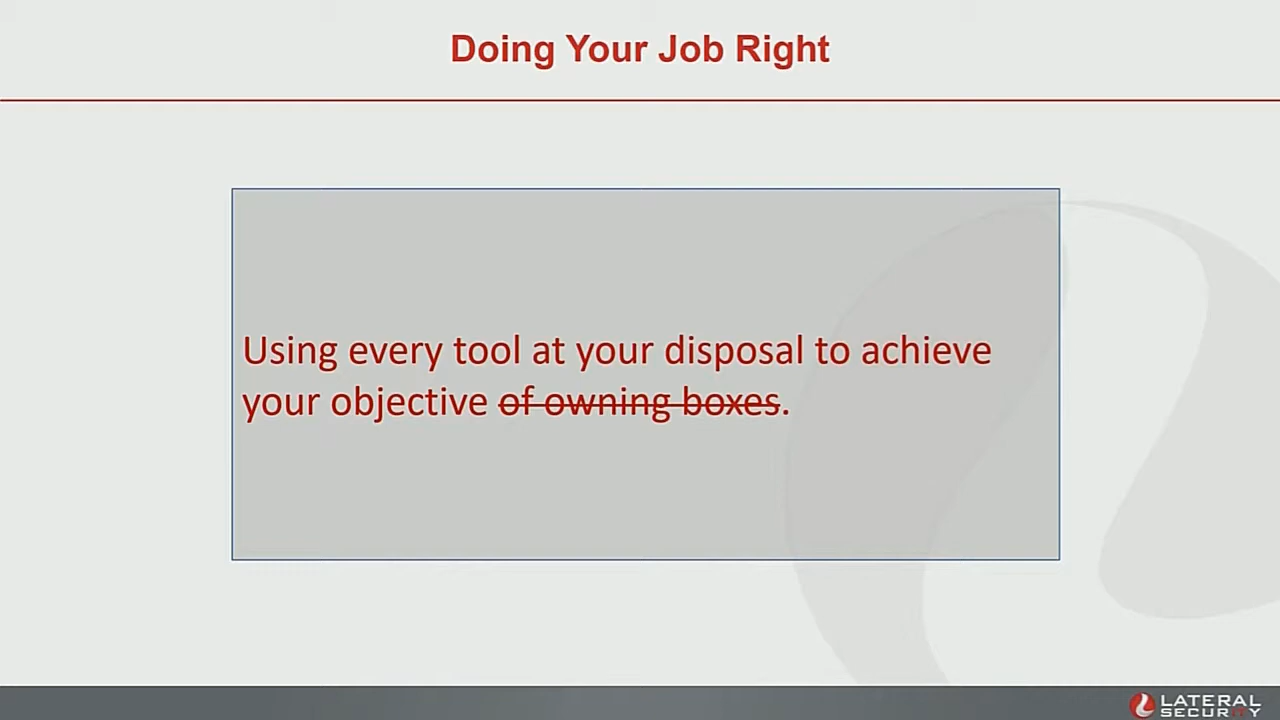 Doing Your Job Right
Using every tool at your disposal to achieve
your objective of owning boxes.
LATERAL
SECURITY